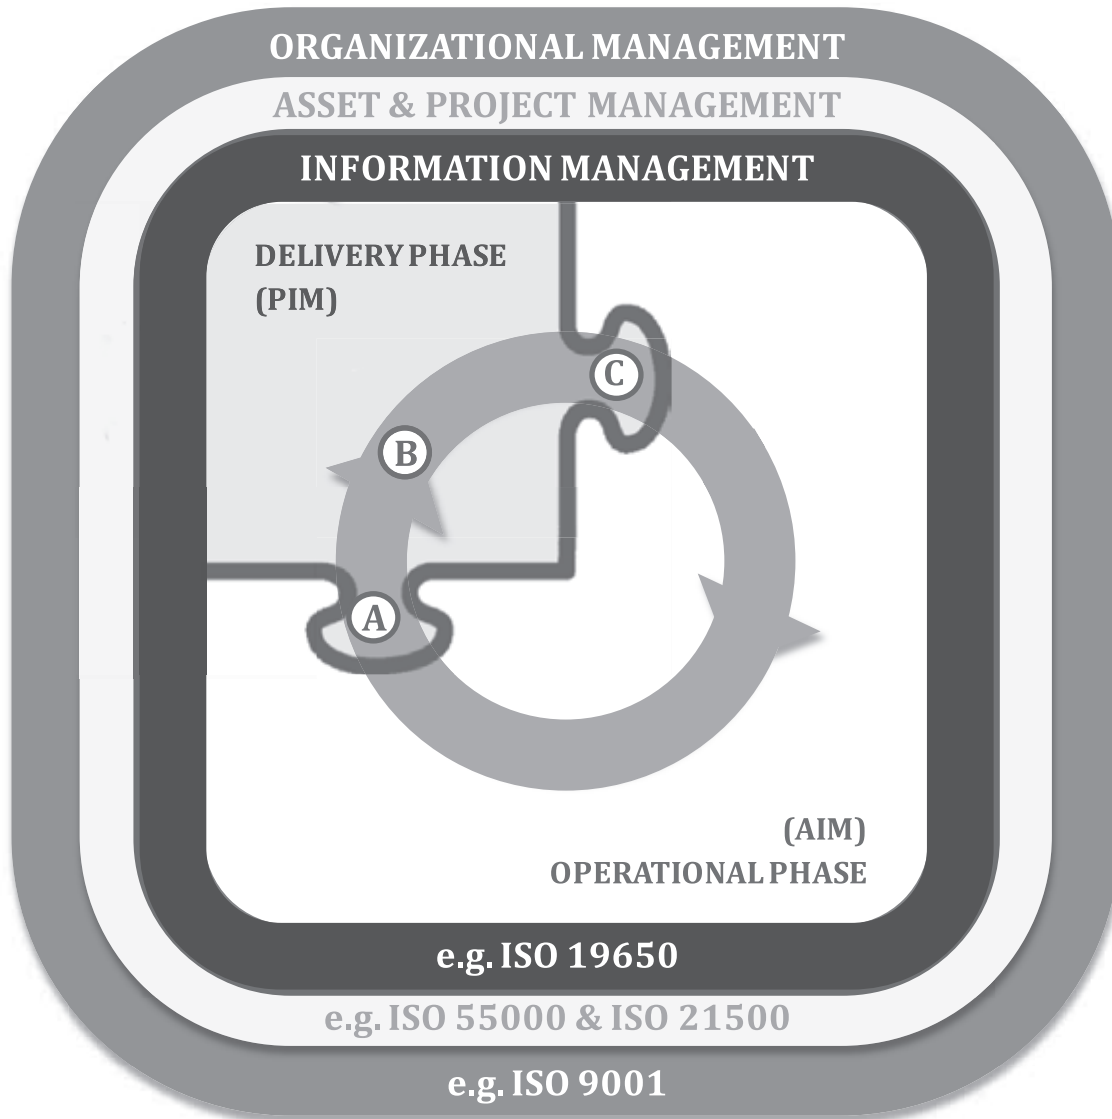 ORGANIZATIONAL MANAGEMENT
ASSET & PROJECT MANAGEMENT
INFORMATION MANAGEMENT
DELIVERY PHASE
(PIM)
C
B
A
(AIM)
OPERATIONAL PHASE
e.g. ISO 19650
e.g. ISO 55000 & ISO 21500
e.g. ISO 9001